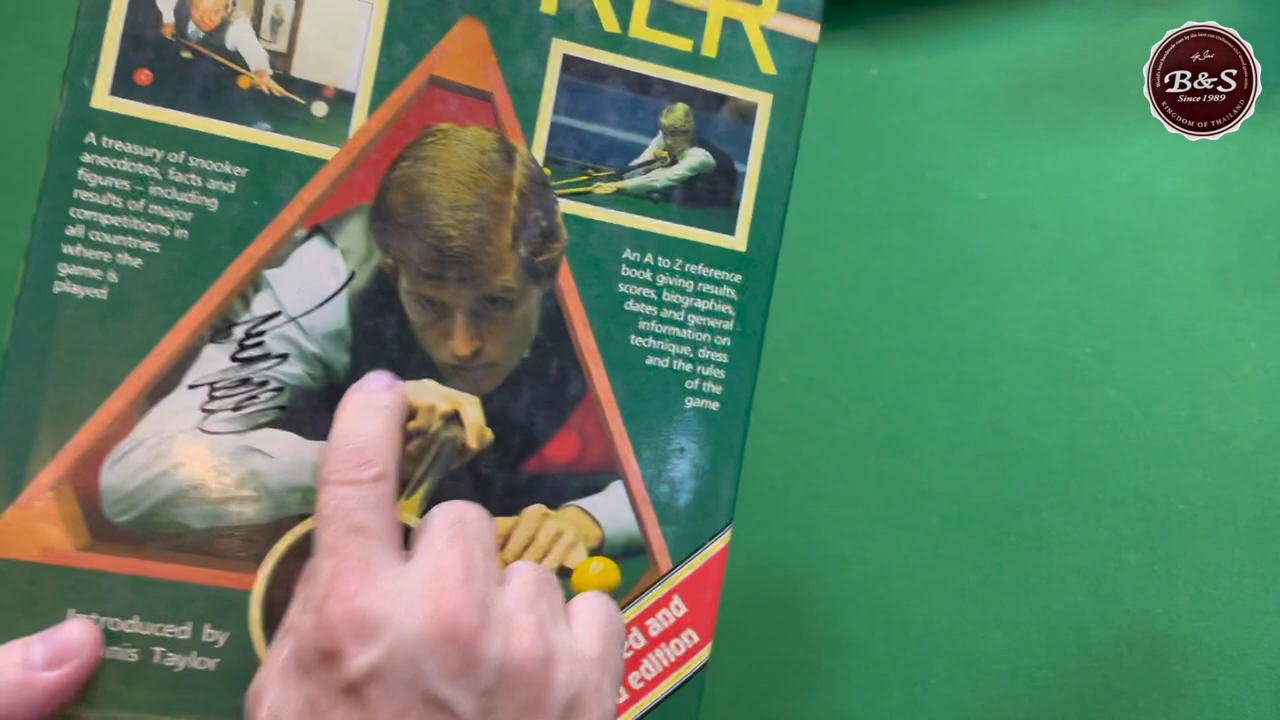 KER
A treasury of snooker
anecdotes, facts and
figures – including
results of major
competitions in
all countries
where the
game is
played
An A to Z reference
book giving results,
scores, biographies,
dates and general
information on
technique, dress
and the rules
of the
game
Introduced by
nnis Taylor
ed and
edition
B&S
Since 1989
KINGDOM OF THAILAND